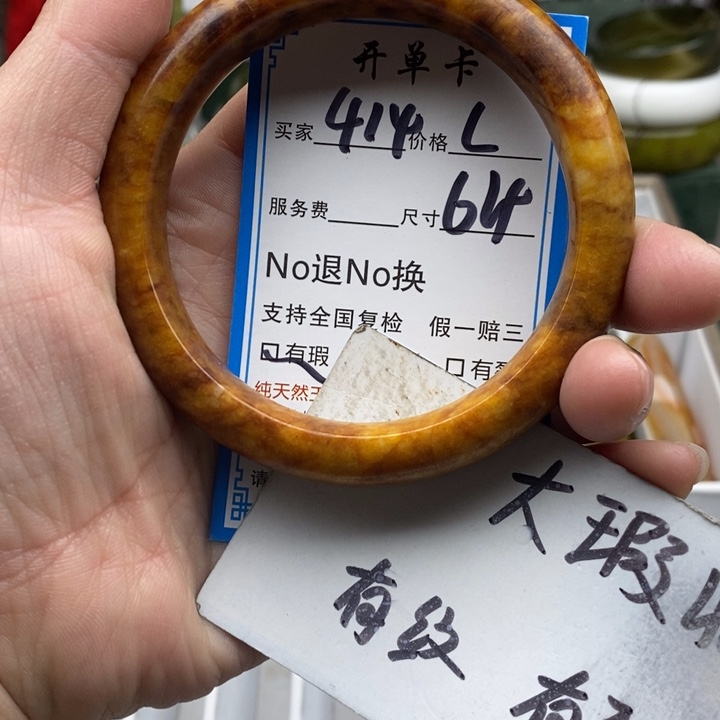 开单卡
买家 414 价格 L
服务费 尺寸 64
No退No换
支持全国复检 假一赔三
有瑕 有
纯天然
请
大瑕
有纹
有